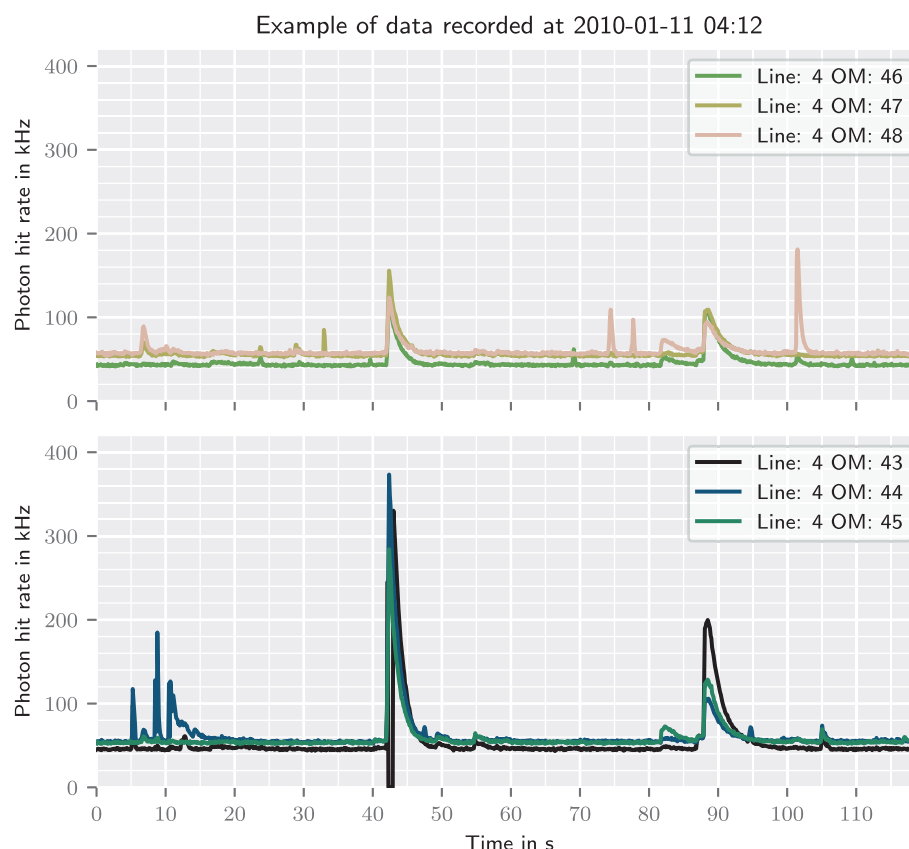 Example of data recorded at 2010-01-11 04:12
400
300
200
100
0
Photon hit rate in kHz
Line: 4 OM: 46
Line: 4 OM: 47
Line: 4 OM: 48
400
300
200
100
0
Photon hit rate in kHz
Line: 4 OM: 43
Line: 4 OM: 44
Line: 4 OM: 45
0 10 20 30 40 50 60 70 80 90 100 110
Time in s